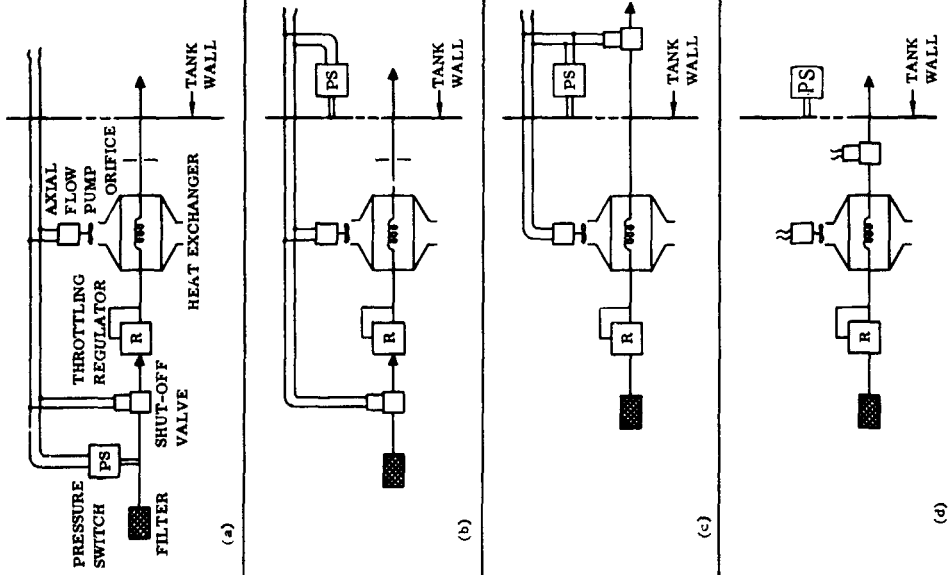 PRESSURE
SWITCH
PS
FILTER
SHUT-OFF
VALVE
THROTTLING
REGULATOR
R
AXIAL
FLOW
PUMP
ORIFICE
HEAT EXCHANGER
TANK
WALL
(a)
PS
R
TANK
WALL
(b)
PS
R
TANK
WALL
(c)
PS
R
TANK
WALL
(d)